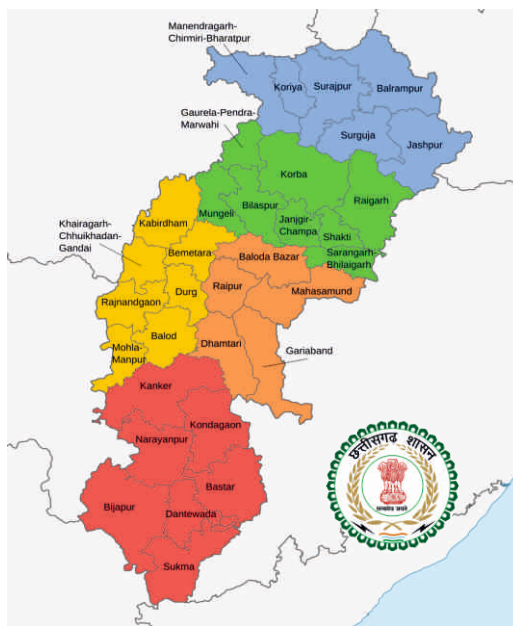 Manendragarh-
Chirmiri-Bharatpur
Koriya
Surajpur
Balrampur
Gaurela-Pendra-
Marwahi
Surguja
Jashpur
Korba
Raigarh
Kabirdham
Mungeli
Bilaspur
Janjgir-
Champa
Shakti
Khairagarh-
Chhuikhadan-
Gandai
Bemetara
Baloda Bazar
Sarangarh-
Bhilaigarh
Rajnandgaon
Durg
Raipur
Mahasamund
Mohla-
Manpur
Balod
Dhamtari
Gariaband
Kanker
Kondagaon
Narayanpur
छत्तीसगढ़ शासन
Bastar
Bijapur
Dantewada
सत्यमेव जयते
Sukma